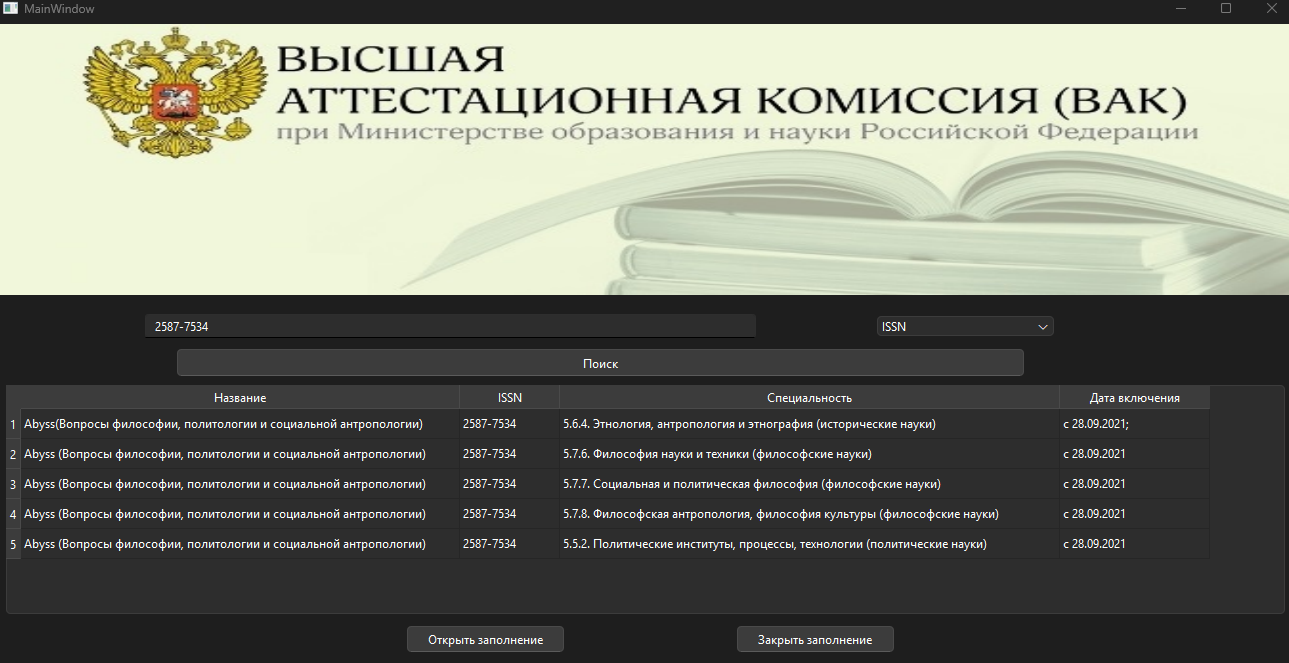 MainWindow
ВЫСШАЯ
АТТЕСТАЦИОННАЯ КОМИССИЯ (ВАК)
при Министерстве образования и науки Российской Федерации
2587-7534 ISSN
Поиск
Название ISSN Специальность Дата включения
1 Abyss(Вопросы философии, политологии и социальной антропологии) 2587-7534 5.6.4. Этнология, антропология и этнография (исторические науки) с 28.09.2021;
2 Abyss (Вопросы философии, политологии и социальной антропологии) 2587-7534 5.7.6. Философия науки и техники (философские науки) с 28.09.2021
3 Abyss (Вопросы философии, политологии и социальной антропологии) 2587-7534 5.7.7. Социальная и политическая философия (философские науки) с 28.09.2021
4 Abyss (Вопросы философии, политологии и социальной антропологии) 2587-7534 5.7.8. Философская антропология, философия культуры (философские науки) с 28.09.2021
5 Abyss (Вопросы философии, политологии и социальной антропологии) 2587-7534 5.5.2. Политические институты, процессы, технологии (политические науки) с 28.09.2021
Открыть заполнение Закрыть заполнение